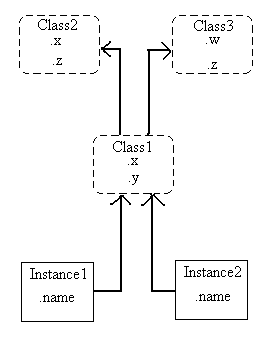 Class2
.x
.z
Class3
.w
.z
Class1
.x
.y
Instance1
.name
Instance2
.name